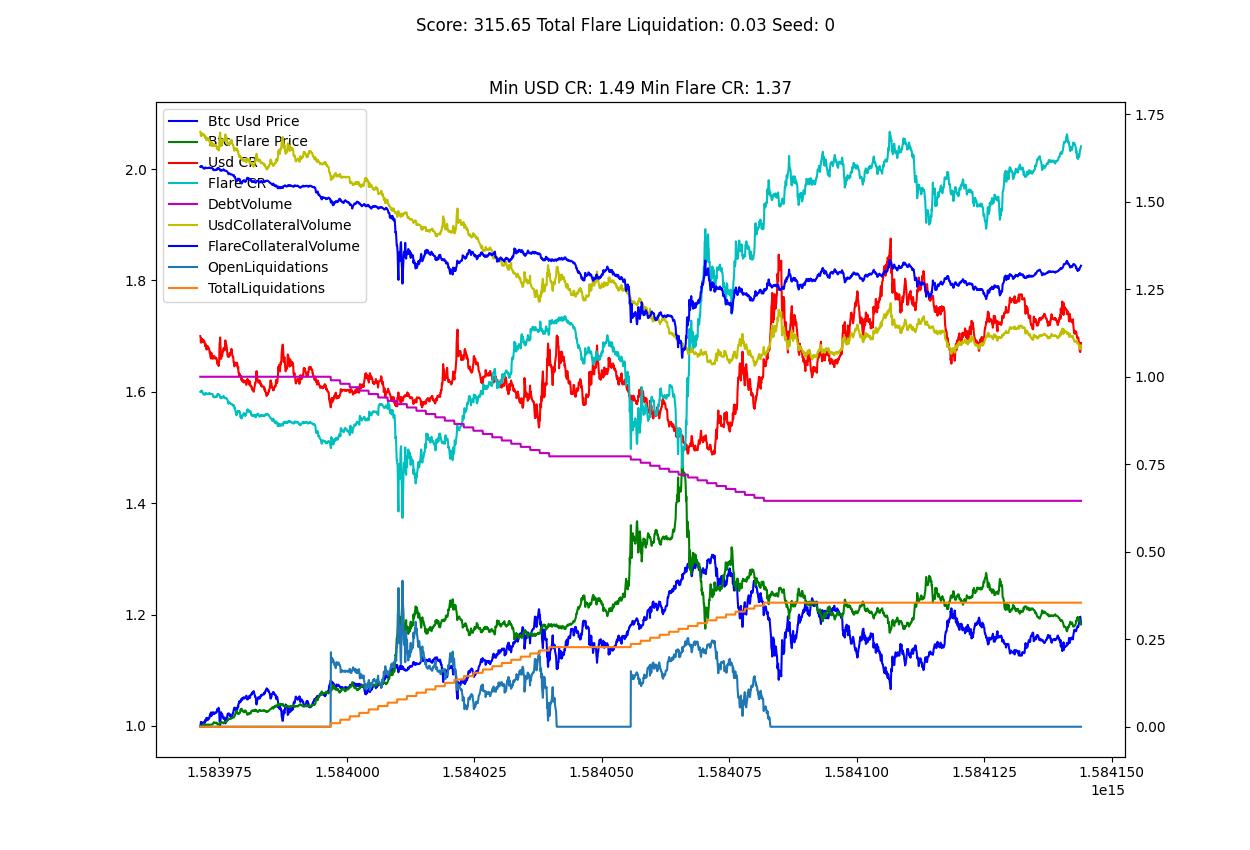 Score: 315.65 Total Flare Liquidation: 0.03 Seed: 0
Min USD CR: 1.49 Min Flare CR: 1.37
Btc Usd Price
Btc Flare Price
Usd CR
Flare CR
DebtVolume
UsdCollateralVolume
FlareCollateralVolume
OpenLiquidations
TotalLiquidations
2.0
1.8
1.6
1.4
1.2
1.0
1.75
1.50
1.25
1.00
0.75
0.50
0.25
0.00
1.583975 1.584000 1.584025 1.584050 1.584075 1.584100 1.584125 1.584150
1e15